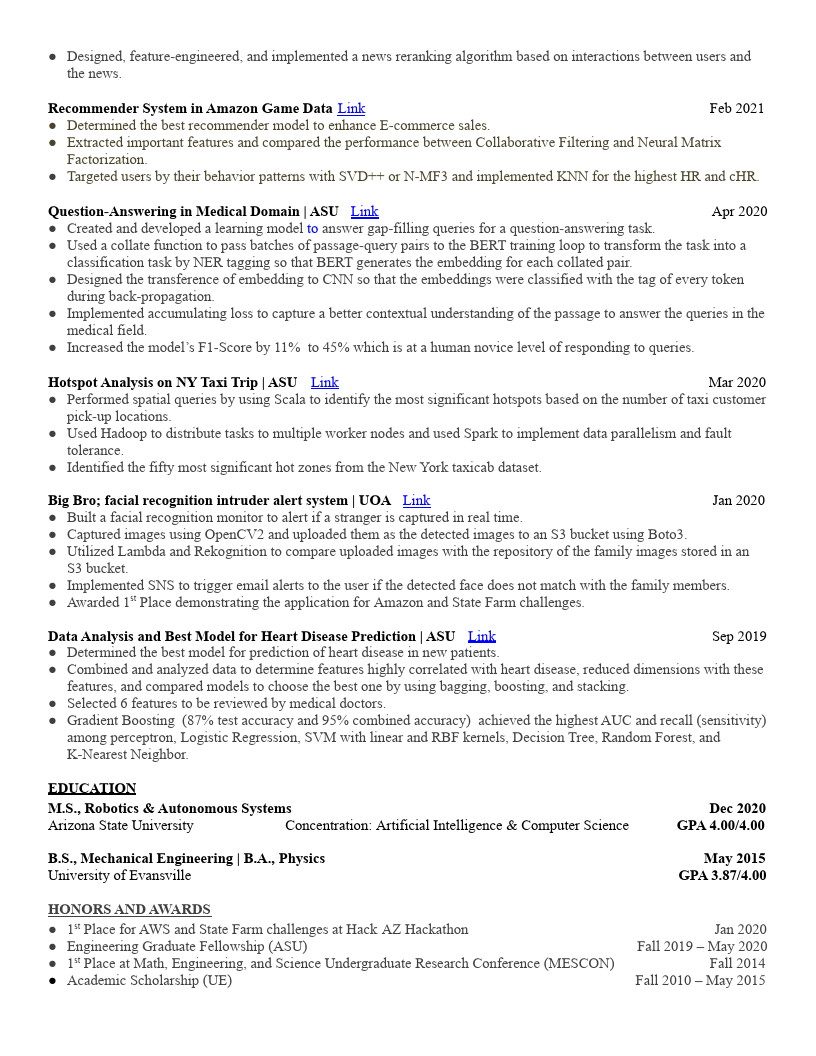 ● Designed, feature-engineered, and implemented a news reranking algorithm based on interactions between users and
the news.
Recommender System in Amazon Game Data Link Feb 2021
● Determined the best recommender model to enhance E-commerce sales.
● Extracted important features and compared the performance between Collaborative Filtering and Neural Matrix
Factorization.
● Targeted users by their behavior patterns with SVD++ or N-MF3 and implemented KNN for the highest HR and cHR.
Question-Answering in Medical Domain | ASU Link Apr 2020
● Created and developed a learning model to answer gap-filling queries for a question-answering task.
● Used a collate function to pass batches of passage-query pairs to the BERT training loop to transform the task into a
classification task by NER tagging so that BERT generates the embedding for each collated pair.
● Designed the transference of embedding to CNN so that the embeddings were classified with the tag of every token
during back-propagation.
● Implemented accumulating loss to capture a better contextual understanding of the passage to answer the queries in the
medical field.
● Increased the model’s F1-Score by 11%  to 45% which is at a human novice level of responding to queries.
Hotspot Analysis on NY Taxi Trip | ASU Link Mar 2020
● Performed spatial queries by using Scala to identify the most significant hotspots based on the number of taxi customer
pick-up locations.
● Used Hadoop to distribute tasks to multiple worker nodes and used Spark to implement data parallelism and fault
tolerance.
● Identified the fifty most significant hot zones from the New York taxicab dataset.
Big Bro; facial recognition intruder alert system | UOA Link Jan 2020
● Built a facial recognition monitor to alert if a stranger is captured in real time.
● Captured images using OpenCV2 and uploaded them as the detected images to an S3 bucket using Boto3.
● Utilized Lambda and Rekognition to compare uploaded images with the repository of the family images stored in an
S3 bucket.
● Implemented SNS to trigger email alerts to the user if the detected face does not match with the family members.
● Awarded 1st Place demonstrating the application for Amazon and State Farm challenges.
Data Analysis and Best Model for Heart Disease Prediction | ASU Link Sep 2019
● Determined the best model for prediction of heart disease in new patients.
● Combined and analyzed data to determine features highly correlated with heart disease, reduced dimensions with these
features, and compared models to choose the best one by using bagging, boosting, and stacking.
● Selected 6 features to be reviewed by medical doctors.
● Gradient Boosting  (87% test accuracy and 95% combined accuracy)  achieved the highest AUC and recall (sensitivity)
among perceptron, Logistic Regression, SVM with linear and RBF kernels, Decision Tree, Random Forest, and
K-Nearest Neighbor.
EDUCATION
M.S., Robotics & Autonomous Systems Dec 2020
Arizona State University Concentration: Artificial Intelligence & Computer Science GPA 4.00/4.00
B.S., Mechanical Engineering | B.A., Physics May 2015
University of Evansville GPA 3.87/4.00
HONORS AND AWARDS
● 1st Place for AWS and State Farm challenges at Hack AZ Hackathon Jan 2020
● Engineering Graduate Fellowship (ASU) Fall 2019 – May 2020
● 1st Place at Math, Engineering, and Science Undergraduate Research Conference (MESCON) Fall 2014
● Academic Scholarship (UE) Fall 2010 – May 2015